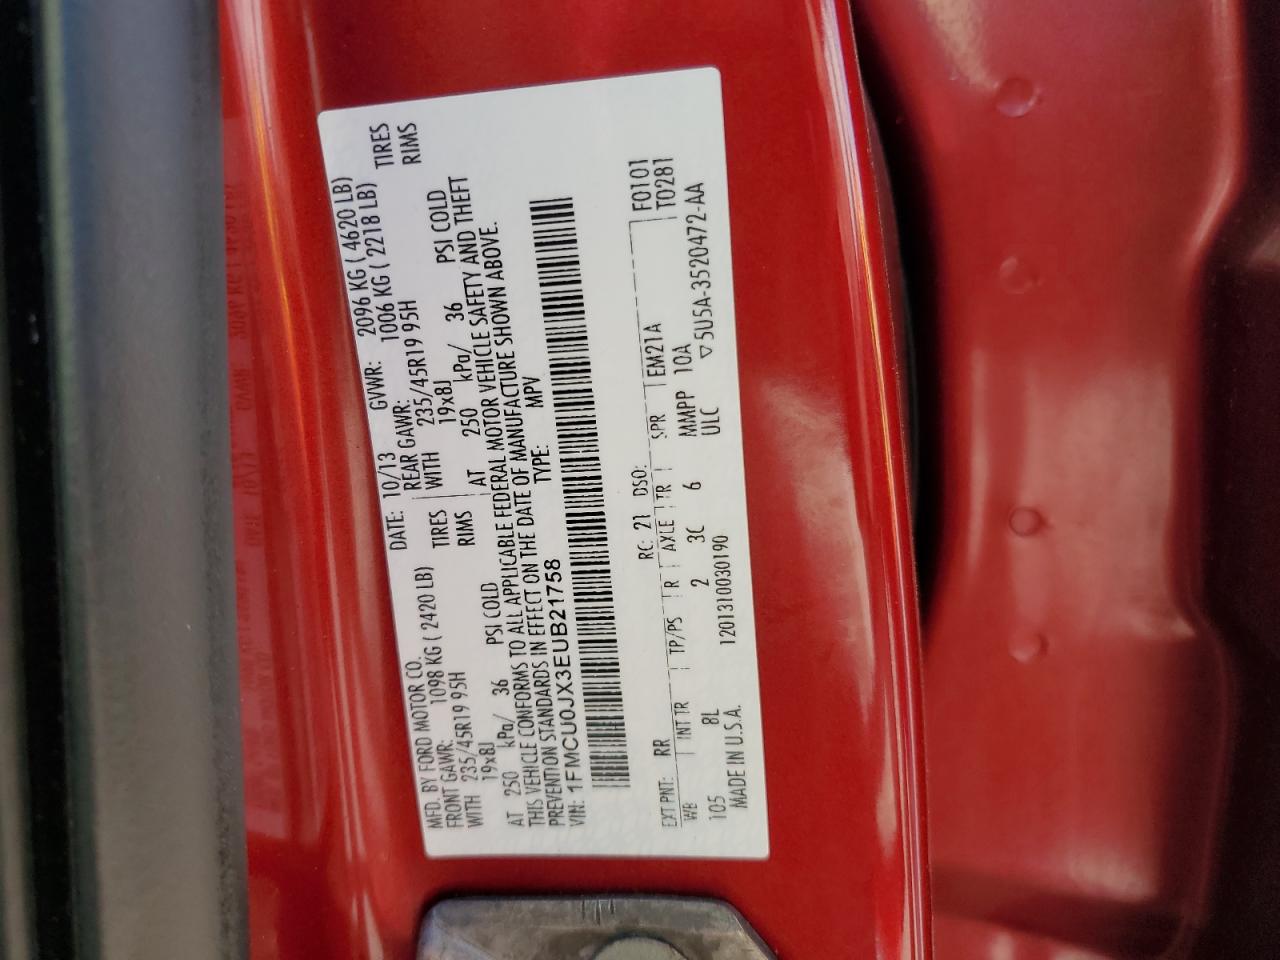 MFD. BY FORD MOTOR CO.
DATE: 10/13 GVWR: 2096 KG ( 4620 LB)
FRONT GAWR: 1098 KG ( 2420 LB)
REAR GAWR: 1006 KG ( 2218 LB)
WITH 235/45R19 95H TIRES
WITH 235/45R19 95H TIRES
19x8J RIMS
19x8J RIMS
AT 250 kPa/ 36 PSI COLD
AT 250 kPa/ 36 PSI COLD
THIS VEHICLE CONFORMS TO ALL APPLICABLE FEDERAL MOTOR VEHICLE SAFETY AND THEFT
PREVENTION STANDARDS IN EFFECT ON THE DATE OF MANUFACTURE SHOWN ABOVE.
VIN: 1FMCU0JX3EUB21758 TYPE: MPV
EXT PNT: RR RC: 21 DSO: F0101
WB INT TR TP/PS R AXLE TR SPR EM21A T0281
105 8L 2 3C 6 MMPP 10A
MADE IN U.S.A. 1201310030190 ULC ▽5U5A-3520472-AA